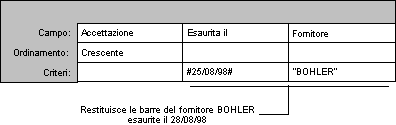 Campo: Accettazione Esaurita il Fornitore
Ordinamento: Crescente
Criteri: #25/08/98# "BOHLER"
Restituisce le barre del fornitore BOHLER
esaurite il 28/08/98